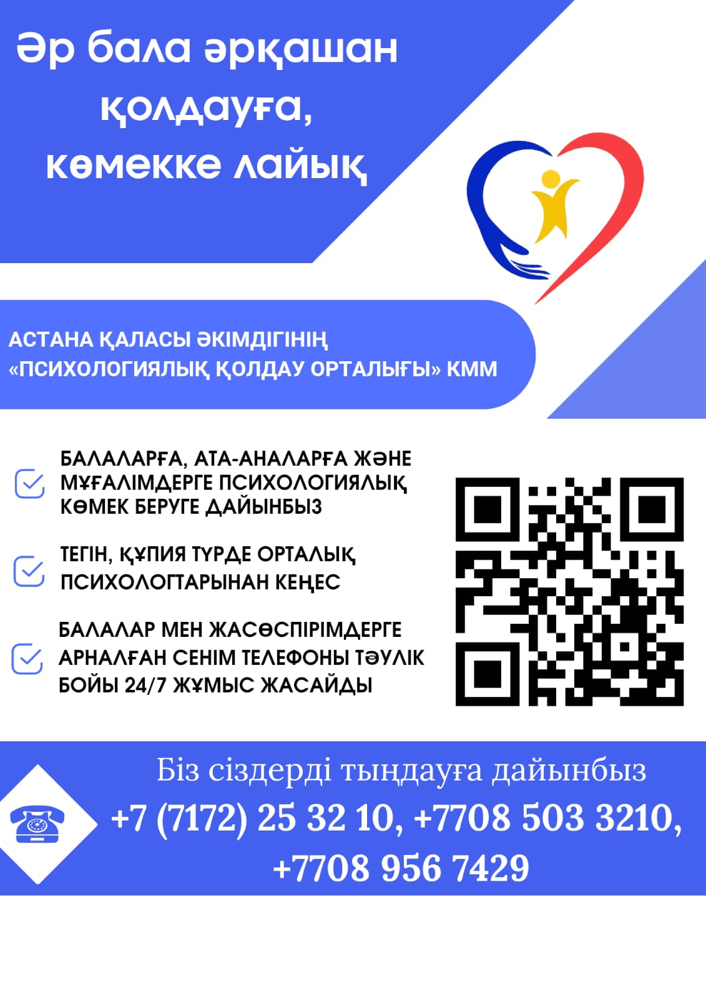 Әр бала әрқашан
қолдауға,
көмекке лайық
АСТАНА ҚАЛАСЫ ӘКІМДІГІНІҢ
«ПСИХОЛОГИЯЛЫҚ ҚОЛДАУ ОРТАЛЫҒЫ» КММ
БАЛАЛАРҒА, АТА-АНАЛАРҒА ЖӘНЕ
МҰҒАЛІМДЕРГЕ ПСИХОЛОГИЯЛЫҚ
КӨМЕК БЕРУГЕ ДАЙЫНБЫЗ
ТЕГІН, ҚҰПИЯ ТҮРДЕ ОРТАЛЫҚ
ПСИХОЛОГТАРЫНАН КЕҢЕС
БАЛАЛАР МЕН ЖАСӨСПІРІМДЕРГЕ
АРНАЛҒАН СЕНІМ ТЕЛЕФОНЫ ТӘУЛІК
БОЙЫ 24/7 ЖҰМЫС ЖАСАЙДЫ
Біз сіздерді тыңдауға дайынбыз
+7 (7172) 25 32 10, +7708 503 3210,
+7708 956 7429